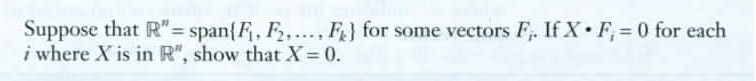 Suppose that ℝⁿ = span{F₁, F₂,..., Fₖ} for some vectors Fᵢ. If X • Fᵢ = 0 for each
i where X is in ℝⁿ, show that X = 0.